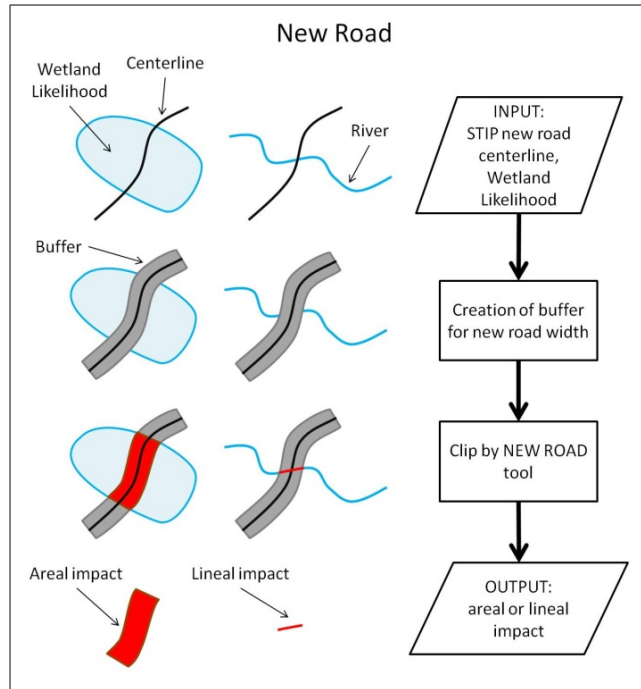 New Road
Wetland
Likelihood
Centerline
River
INPUT:
STIP new road
centerline,
Wetland
Likelihood
Buffer
Creation of buffer
for new road width
Clip by NEW ROAD
tool
Areal impact
Lineal impact
OUTPUT:
areal or lineal
impact